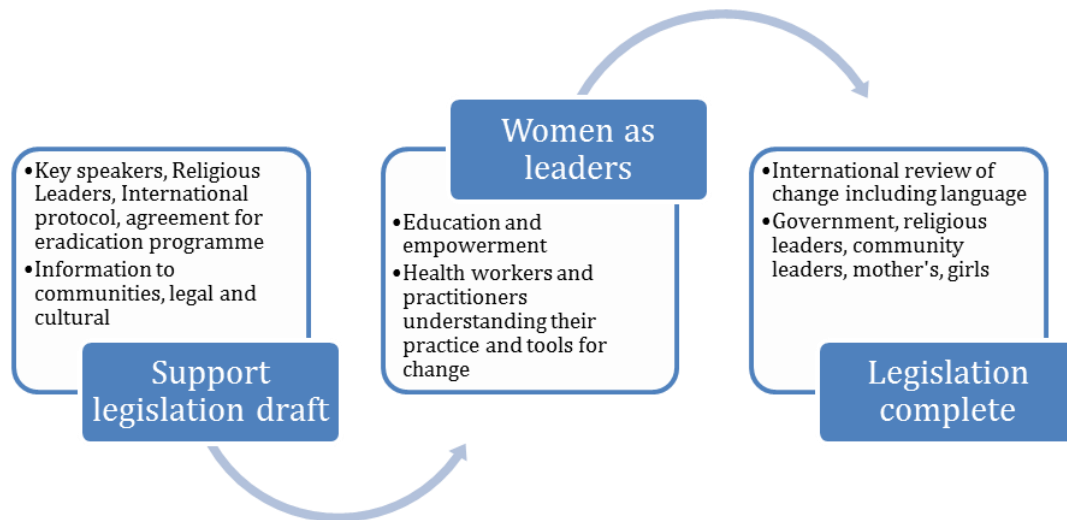 •Key speakers, Religious
Leaders, International
protocol, agreement for
eradication programme
•Information to
communities, legal and
cultural
Support
legislation draft
Women as
leaders
•Education and
empowerment
•Health workers and
practitioners
understanding their
practice and tools for
change
•International review of
change including language
•Government, religious
leaders, community
leaders, mother's, girls
Legislation
complete